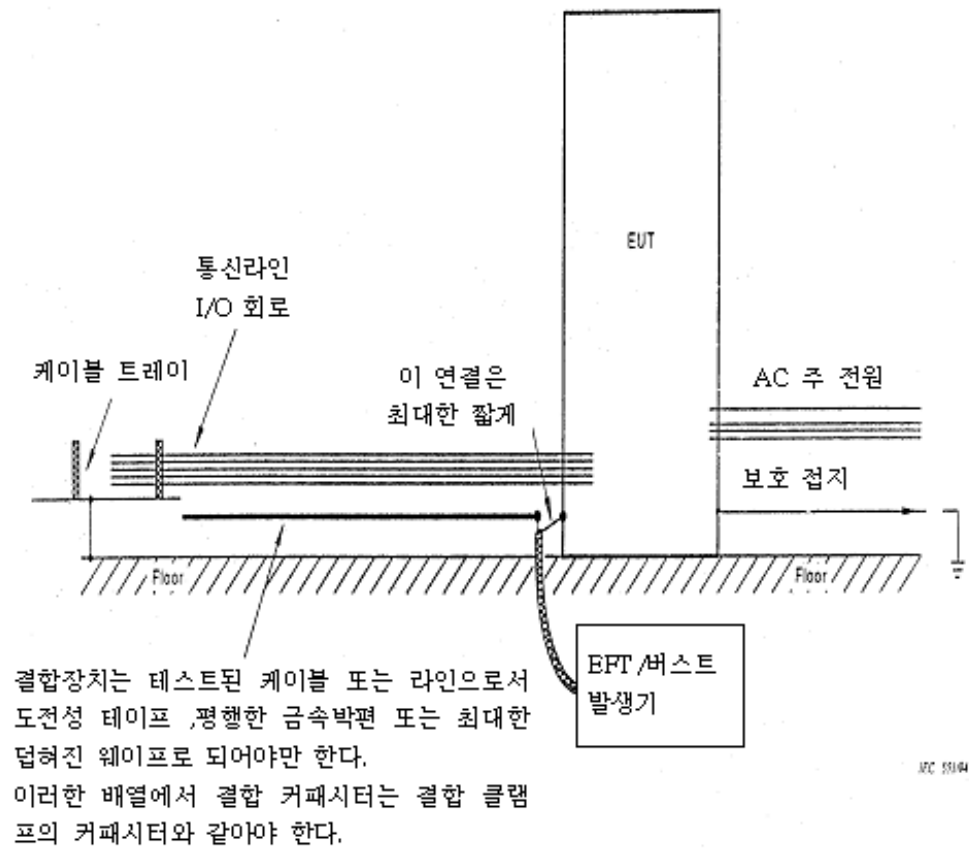 EUT
통신라인
I/O 회로
케이블 트레이
이 연결은
최대한 짧게
AC 주 전원
보호 접지
Floor
Floor
EFT/버스트
발생기
결합장치는 테스트된 케이블 또는 라인으로서
도전성 테이프 ,평행한 금속박편 또는 최대한
덥혀진 웨이프로 되어야만 한다.
이러한 배열에서 결합 커패시터는 결합 클램
프의 커패시터와 같아야 한다.
IEC